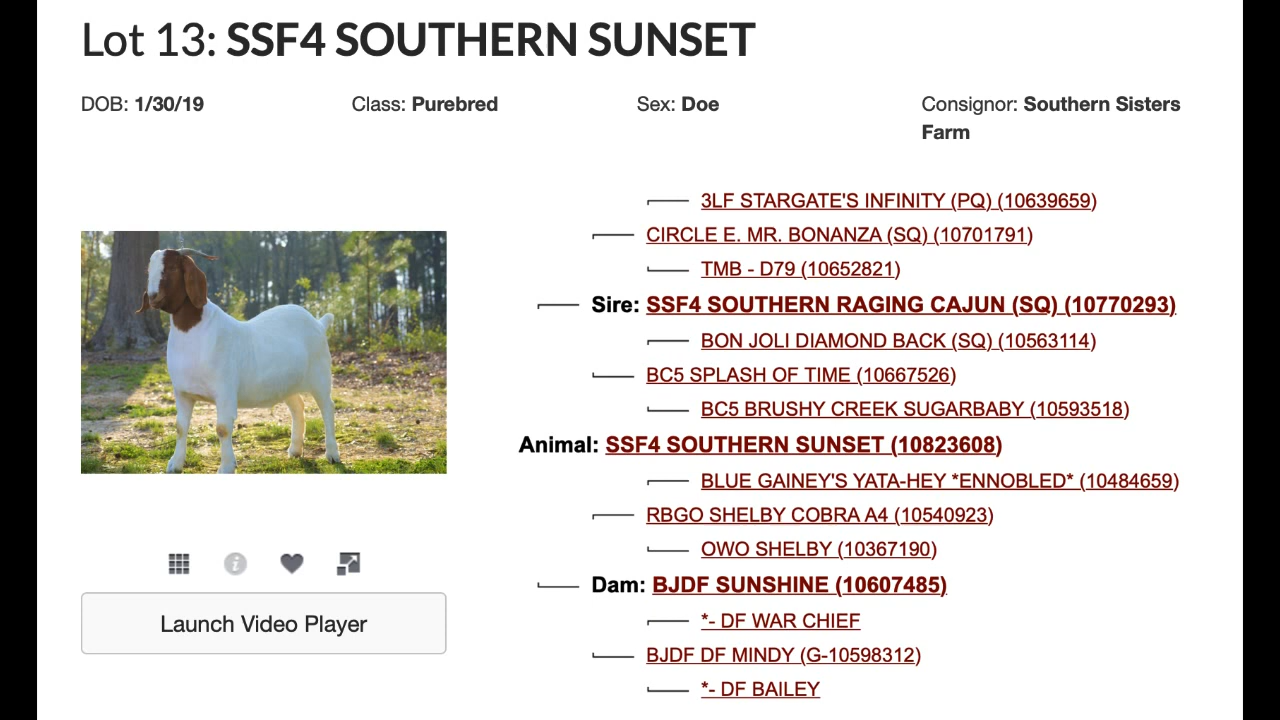 Lot 13: SSF4 SOUTHERN SUNSET
DOB: 1/30/19
Class: Purebred
Sex: Doe
Consignor: Southern Sisters
Farm
3LF STARGATE'S INFINITY (PQ) (10639659)
CIRCLE E. MR. BONANZA (SQ) (10701791)
TMB - D79 (10652821)
Sire: SSF4 SOUTHERN RAGING CAJUN (SQ) (10770293)
BON JOLI DIAMOND BACK (SQ) (10563114)
BC5 SPLASH OF TIME (10667526)
BC5 BRUSHY CREEK SUGARBABY (10593518)
Animal: SSF4 SOUTHERN SUNSET (10823608)
BLUE GAINEY'S YATA-HEY *ENNOBLED* (10484659)
RBGO SHELBY COBRA A4 (10540923)
OWO SHELBY (10367190)
Dam: BJDF SUNSHINE (10607485)
*- DF WAR CHIEF
BJDF DF MINDY (G-10598312)
*- DF BAILEY
Launch Video Player